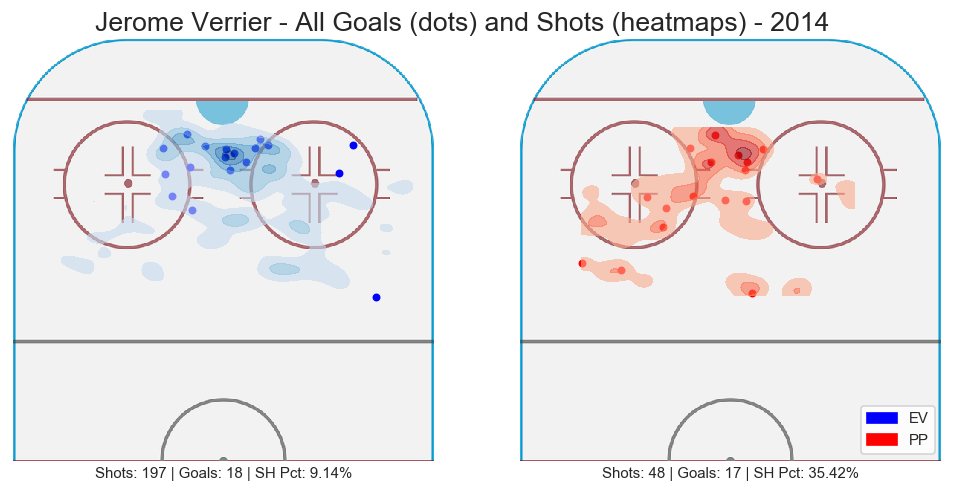 Jerome Verrier - All Goals (dots) and Shots (heatmaps) - 2014
EV
PP
Shots: 197 | Goals: 18 | SH Pct: 9.14%
Shots: 48 | Goals: 17 | SH Pct: 35.42%